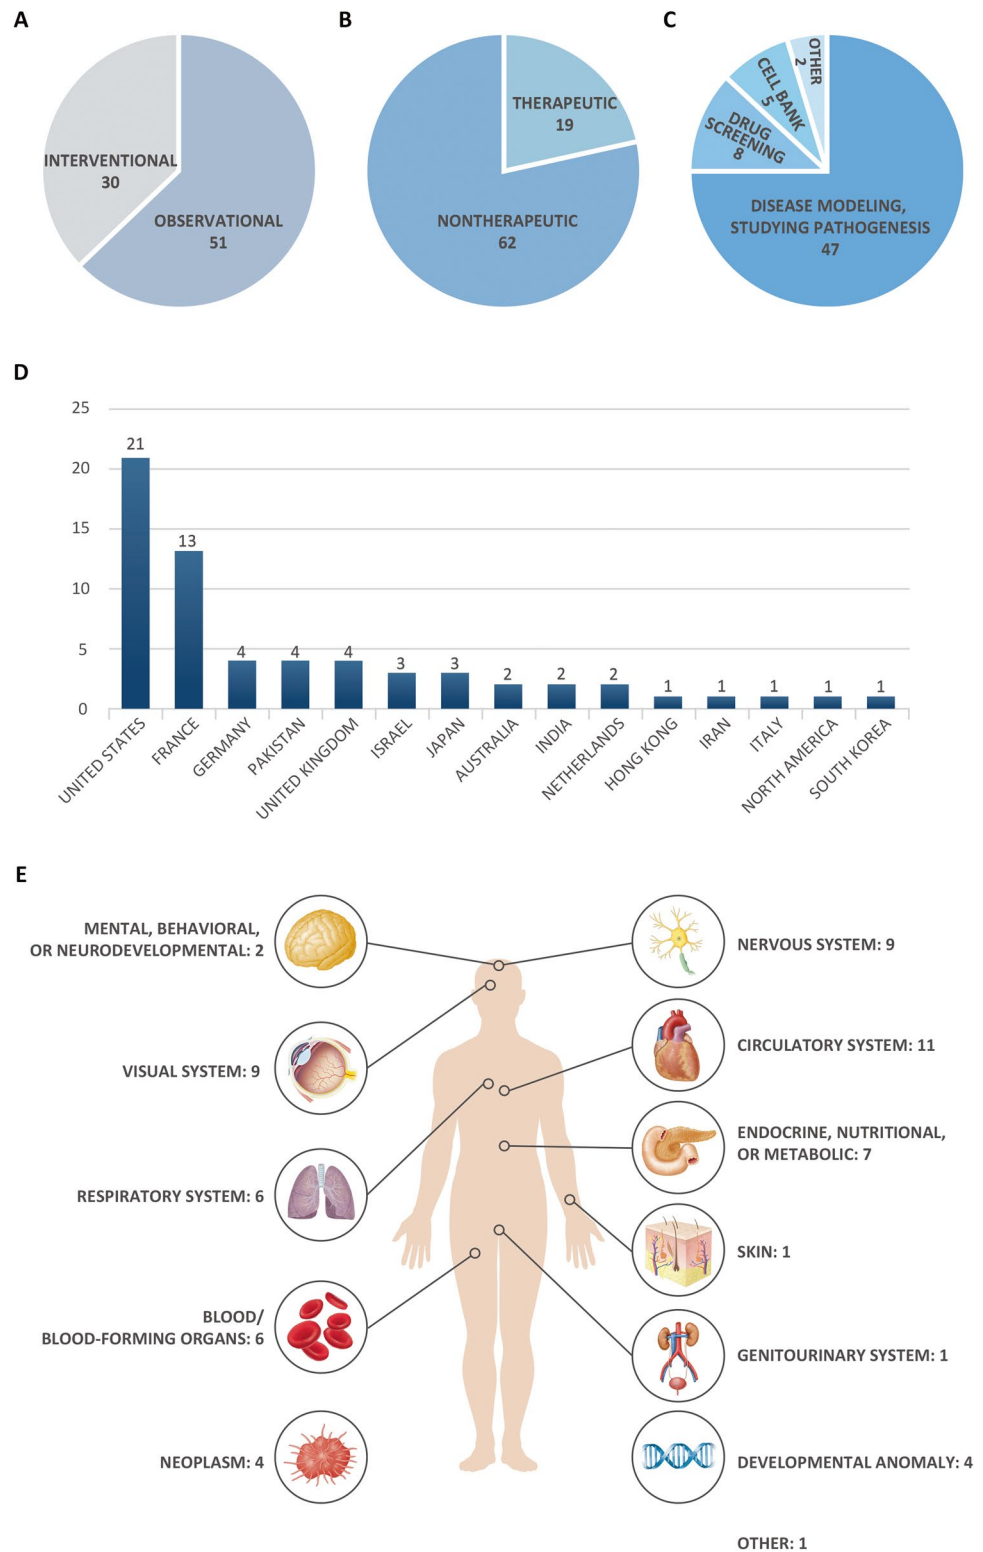 A
INTERVENTIONAL
30
OBSERVATIONAL
51
B
THERAPEUTIC
19
NONTHERAPEUTIC
62
C
OTHER
2
CELL BANK
5
DRUG
SCREENING
8
DISEASE MODELING,
STUDYING PATHOGENESIS
47
D
25
20
15
10
5
0
21
13
4
4
4
3
3
2
2
2
1
1
1
1
1
UNITED STATES
FRANCE
GERMANY
PAKISTAN
UNITED KINGDOM
ISRAEL
JAPAN
AUSTRALIA
INDIA
NETHERLANDS
HONG KONG
IRAN
ITALY
NORTH AMERICA
SOUTH KOREA
E
MENTAL, BEHAVIORAL,
OR NEURODEVELOPMENTAL: 2
VISUAL SYSTEM: 9
RESPIRATORY SYSTEM: 6
BLOOD/
BLOOD-FORMING ORGANS: 6
NEOPLASM: 4
NERVOUS SYSTEM: 9
CIRCULATORY SYSTEM: 11
ENDOCRINE, NUTRITIONAL,
OR METABOLIC: 7
SKIN: 1
GENITOURINARY SYSTEM: 1
DEVELOPMENTAL ANOMALY: 4
OTHER: 1